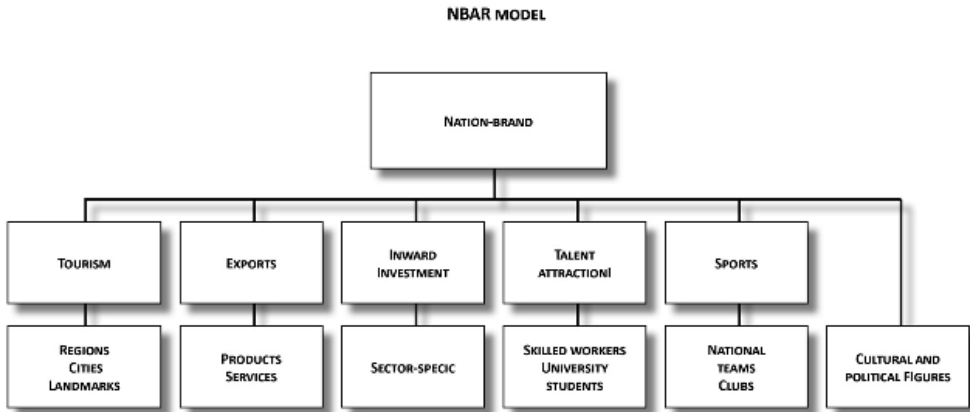 NBAR MODEL
NATION-BRAND
TOURISM
EXPORTS
INWARD
INVESTMENT
TALENT
ATTRACTIONI
SPORTS
REGIONS
CITIES
LANDMARKS
PRODUCTS
SERVICES
SECTOR-SPECIC
SKILLED WORKERS
UNIVERSITY
STUDENTS
NATIONAL
TEAMS
CLUBS
CULTURAL AND
POLITICAL FIGURES